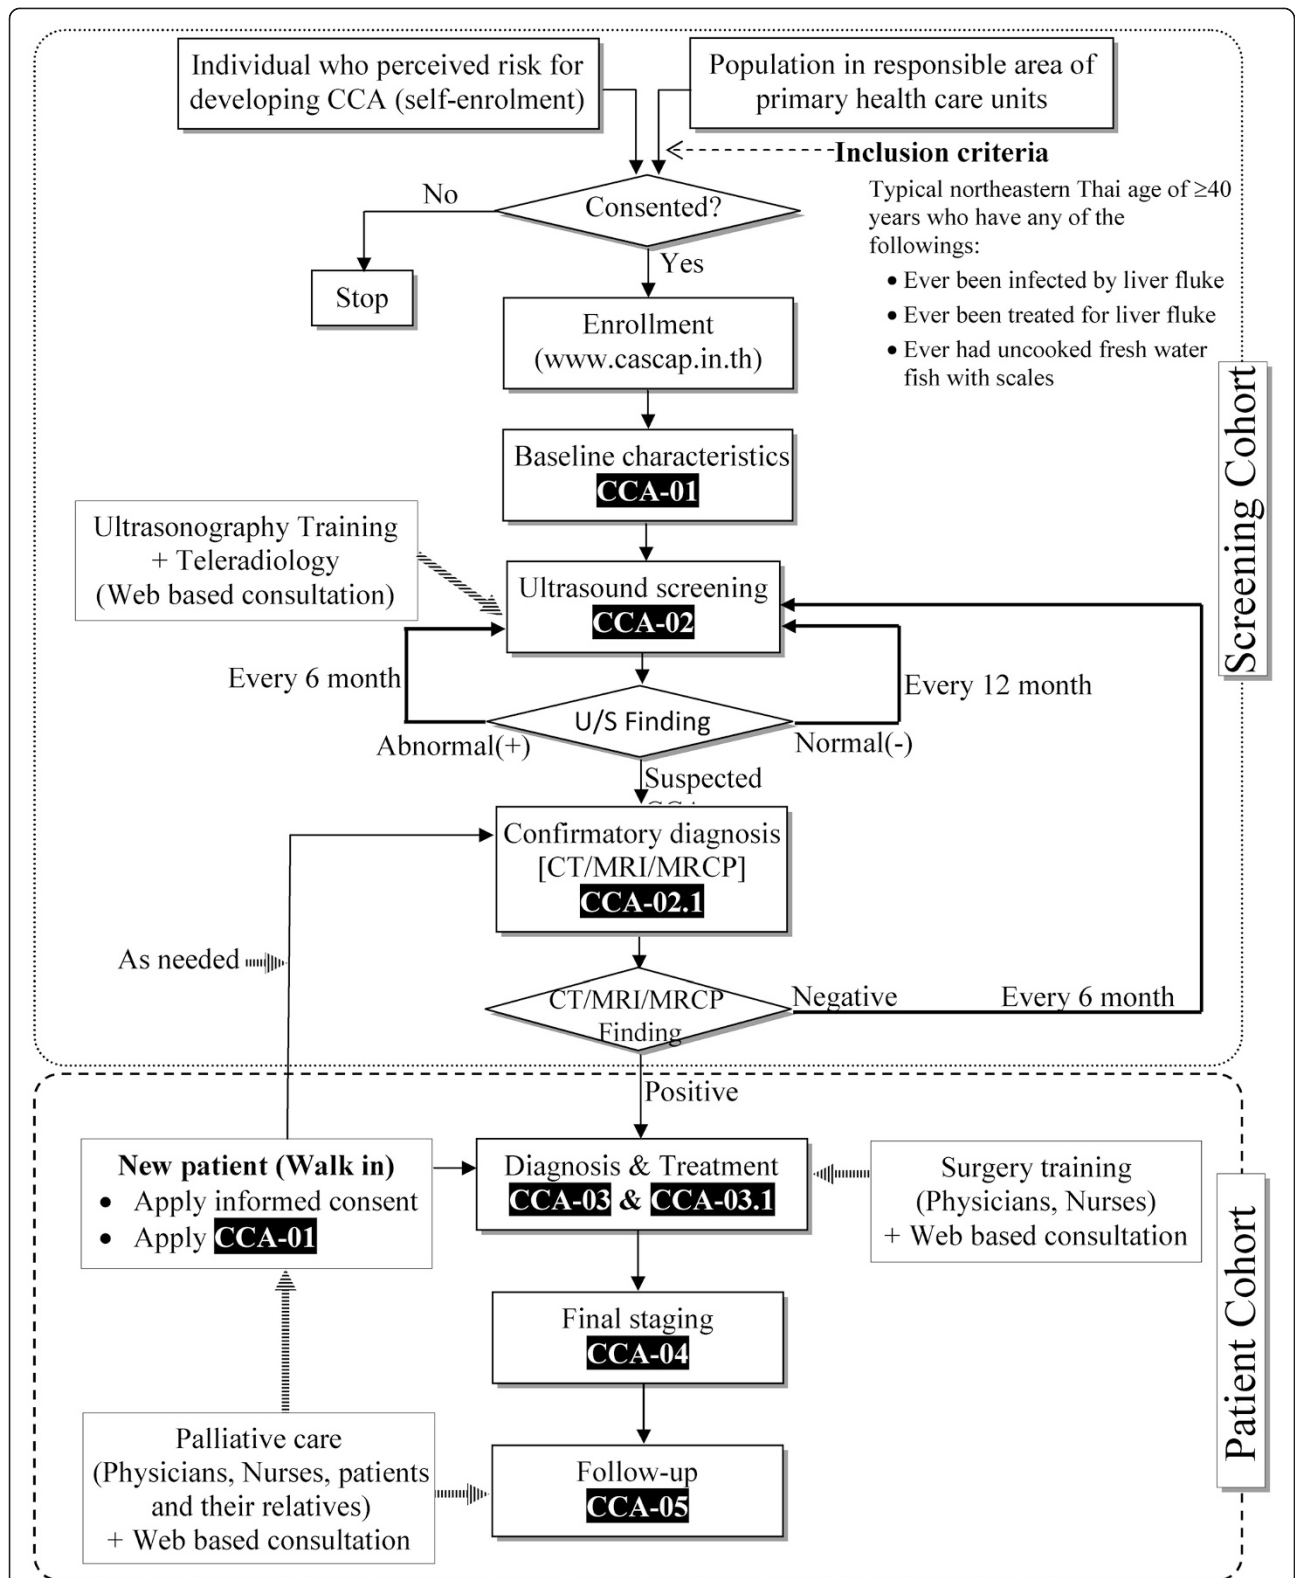 Individual who perceived risk for
developing CCA (self-enrolment)
Population in responsible area of
primary health care units
Inclusion criteria
Typical northeastern Thai age of ≥40
years who have any of the
followings:
• Ever been infected by liver fluke
• Ever been treated for liver fluke
• Ever had uncooked fresh water
fish with scales
No
Consented?
Yes
Stop
Enrollment
(www.cascap.in.th)
Baseline characteristics
CCA-01
Ultrasonography Training
+ Teleradiology
(Web based consultation)
Ultrasound screening
CCA-02
Every 6 month
Every 12 month
U/S Finding
Abnormal(+)
Normal(-)
Suspected
Confirmatory diagnosis
[CT/MRI/MRCP]
CCA-02.1
As needed
CT/MRI/MRCP
Finding
Negative
Every 6 month
Screening Cohort
Positive
New patient (Walk in)
• Apply informed consent
• Apply CCA-01
Diagnosis & Treatment
CCA-03 & CCA-03.1
Surgery training
(Physicians, Nurses)
+ Web based consultation
Final staging
CCA-04
Palliative care
(Physicians, Nurses, patients
and their relatives)
+ Web based consultation
Follow-up
CCA-05
Patient Cohort